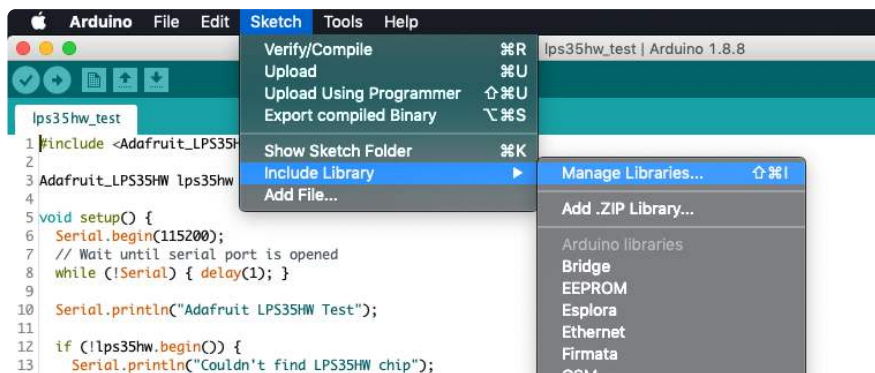 Arduino File Edit Sketch Tools Help
lps35hw_test | Arduino 1.8.8
Verify/Compile ⌘R
Upload ⌘U
Upload Using Programmer ⇧⌘U
Export compiled Binary ⌥⌘S
Show Sketch Folder ⌘K
Include Library ▶
Add File...
Manage Libraries... ⇧⌘I
Add .ZIP Library...
Arduino libraries
Bridge
EEPROM
Esplora
Ethernet
Firmata
lps35hw_test
1 #include <Adafruit_LPS35H
2
3 Adafruit_LPS35HW lps35hw
4
5 void setup() {
6 Serial.begin(115200);
7 // Wait until serial port is opened
8 while (!Serial) { delay(1); }
9
10 Serial.println("Adafruit LPS35HW Test");
11
12 if (!lps35hw.begin()) {
13 Serial.println("Couldn't find LPS35HW chip");